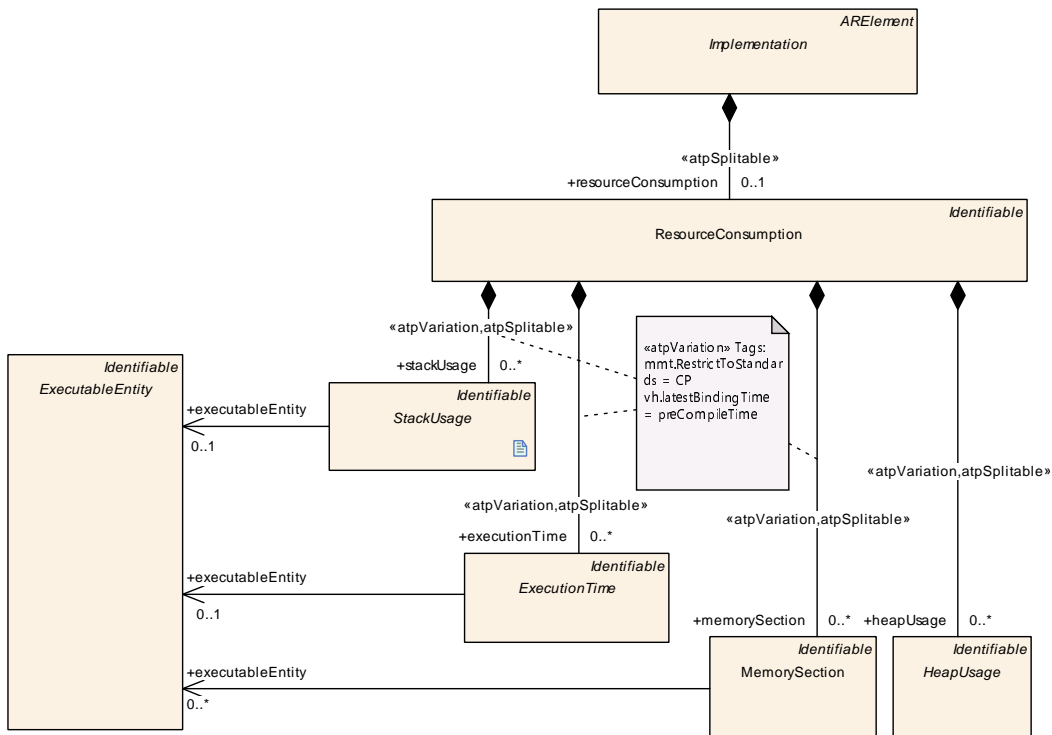 ARElement
Implementation
«atpSplitable»
+resourceConsumption 0..1
Identifiable
ResourceConsumption
«atpVariation,atpSplitable»
+stackUsage 0..*
«atpVariation» Tags:
mmt.RestrictToStandar
ds = CP
vh.latestBindingTime
= preCompileTime
Identifiable
ExecutableEntity
Identifiable
StackUsage
+executableEntity
0..1
«atpVariation,atpSplitable»
«atpVariation,atpSplitable»
+executionTime 0..*
«atpVariation,atpSplitable»
Identifiable
ExecutionTime
+executableEntity
0..1
+memorySection 0..*
+heapUsage 0..*
Identifiable
MemorySection
Identifiable
HeapUsage
+executableEntity
0..*